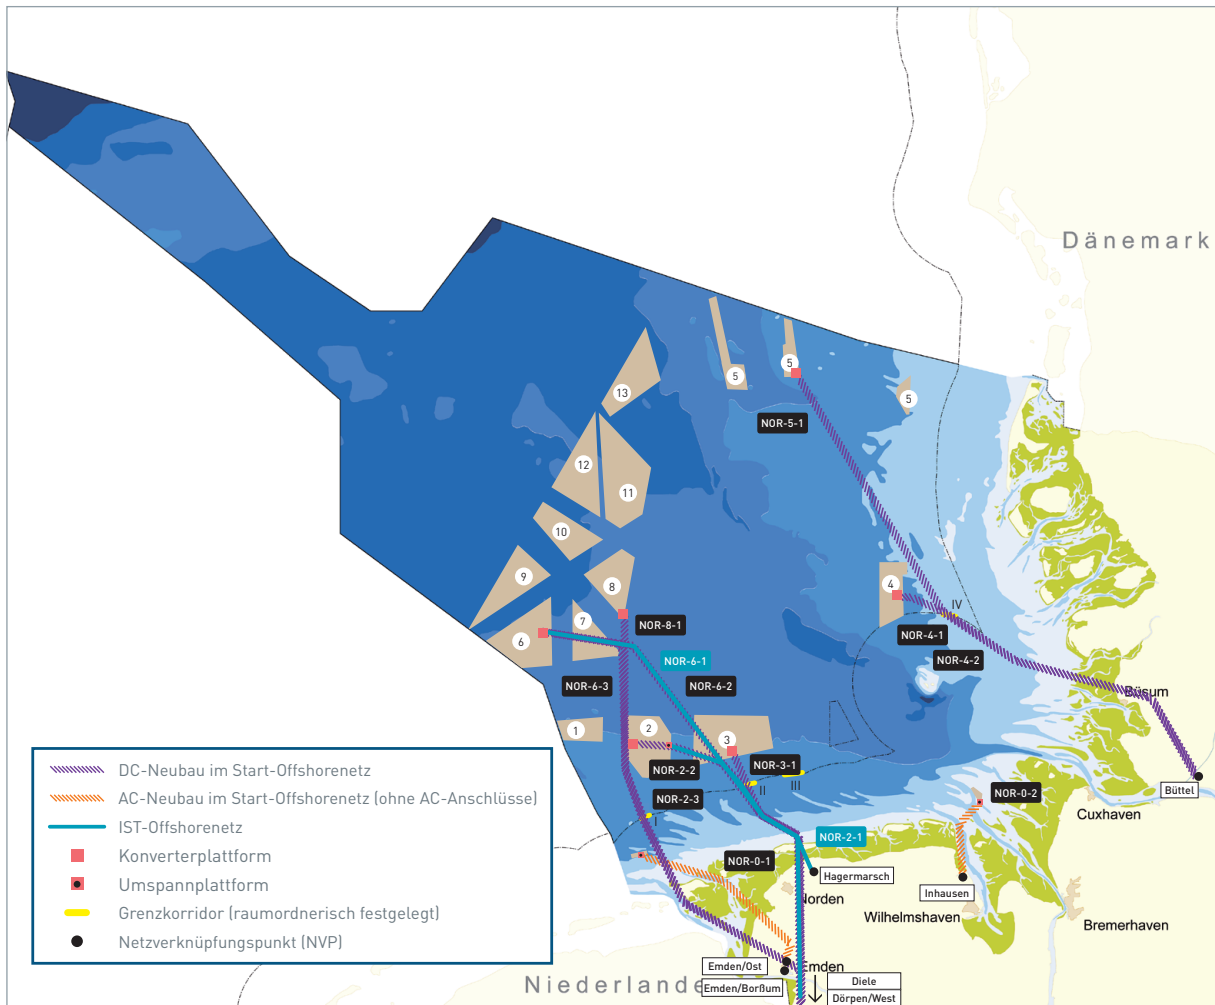 Dänemark
5
5
13
5
NOR-5-1
12
11
10
9
8
4
IV
7
6
NOR-8-1
NOR-4-1
NOR-6-1
NOR-4-2
NOR-6-3
NOR-6-2
Büsum
1
2
3
NOR-3-1
NOR-2-2
II
III
NOR-2-3
I
Büttel
NOR-0-2
Cuxhaven
NOR-2-1
NOR-0-1
Hagermarsch
Inhausen
Norden
Wilhelmshaven
Bremerhaven
Emden/Ost
Emden
Niederlande
Emden/Borßum
Diele
Dörpen/West
DC-Neubau im Start-Offshorenetz
AC-Neubau im Start-Offshorenetz (ohne AC-Anschlüsse)
IST-Offshorenetz
Konverterplattform
Umspannplattform
Grenzkorridor (raumordnerisch festgelegt)
Netzverknüpfungspunkt (NVP)